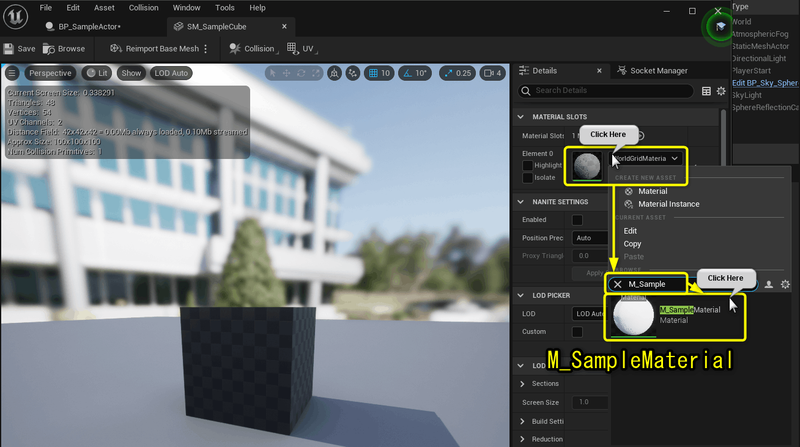 File Edit Asset Collision Window Tools Help
Type
BP_SampleActor*
SM_SampleCube
World
AtmosphericFog
StaticMeshActor
DirectionalLight
PlayerStart
Edit BP_Sky_Sphere
SkyLight
SphereReflectionCa
Save Browse Reimport Base Mesh Collision UV
Perspective Lit Show LOD Auto
10 10° 0.25 4
Current Screen Size: 0.338291
Triangles: 48
Vertices: 54
UV Channels: 2
Distance Field: 42x42x42 = 0.00Mb always loaded, 0.10Mb streamed
Approx Size: 100x100x100
Num Collision Primitives: 1
Details
Socket Manager
Search Details
MATERIAL SLOTS
Material Slots
Click Here
Element 0
Highlight
Isolate
WorldGridMateria
CREATE NEW ASSET
Material
Material Instance
CURRENT ASSET
Edit
Copy
Paste
BROWSE
NANITE SETTINGS
Enabled
Position Prec
Auto
Proxy Triangl
0.0
Apply
M_Sample
Click Here
Material
M_SampleMaterial
Material
LOD PICKER
LOD
LOD Auto
Custom
M_SampleMaterial
LOD
Sections
Screen Size
1.0
Build Setti
Reduction